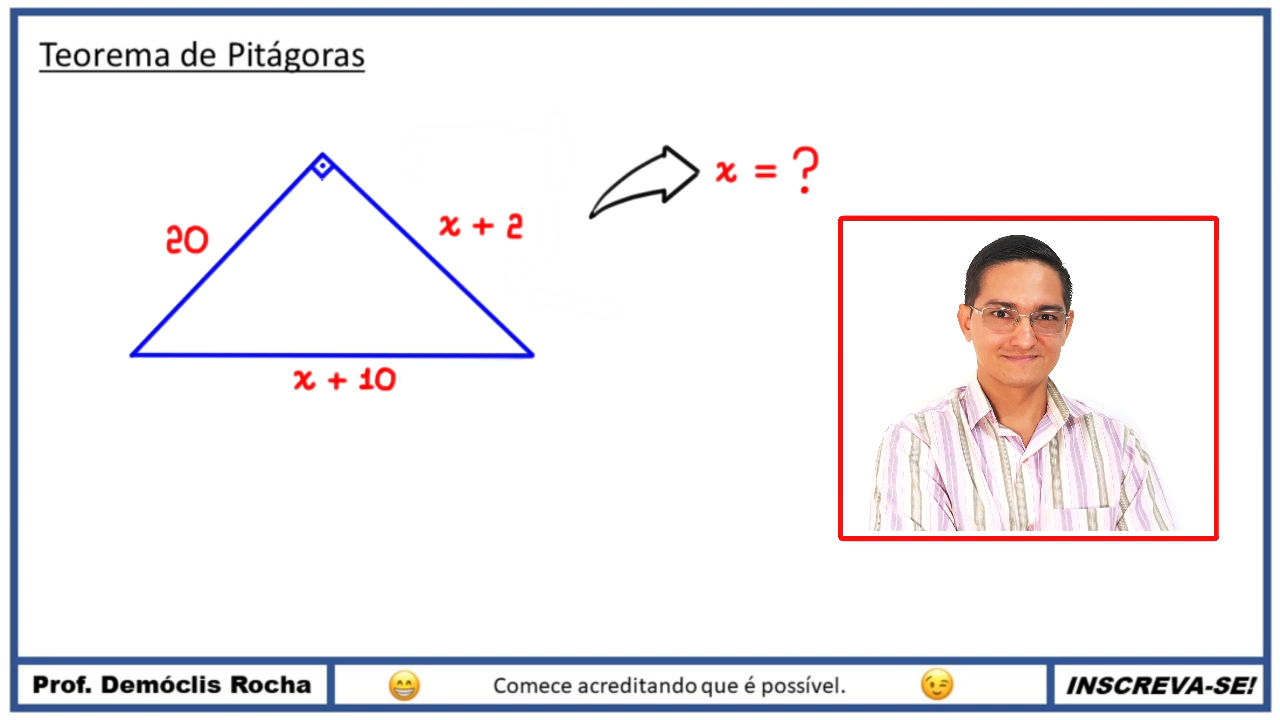 Teorema de Pitágoras
x = ?
20
x + 2
x + 10
Prof. Demóclis Rocha
Comece acreditando que é possível.
INSCREVA-SE!